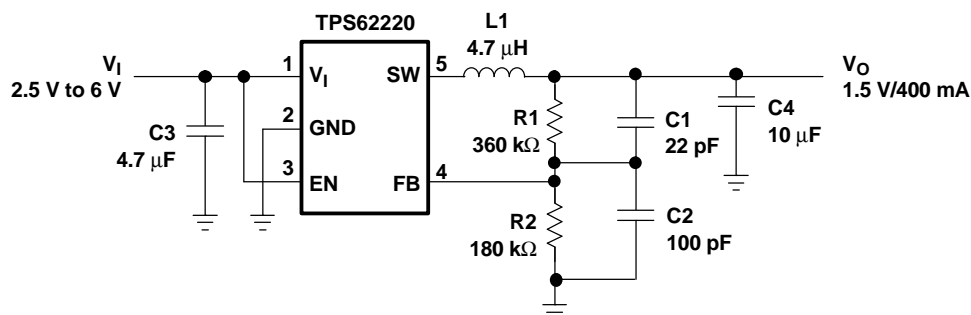 TPS62220
L1
4.7 μH
V_I
2.5 V to 6 V
1
V_I
SW
5
V_O
1.5 V/400 mA
2
GND
R1
360 kΩ
C1
22 pF
C4
10 μF
C3
4.7 μF
3
EN
FB
4
R2
180 kΩ
C2
100 pF